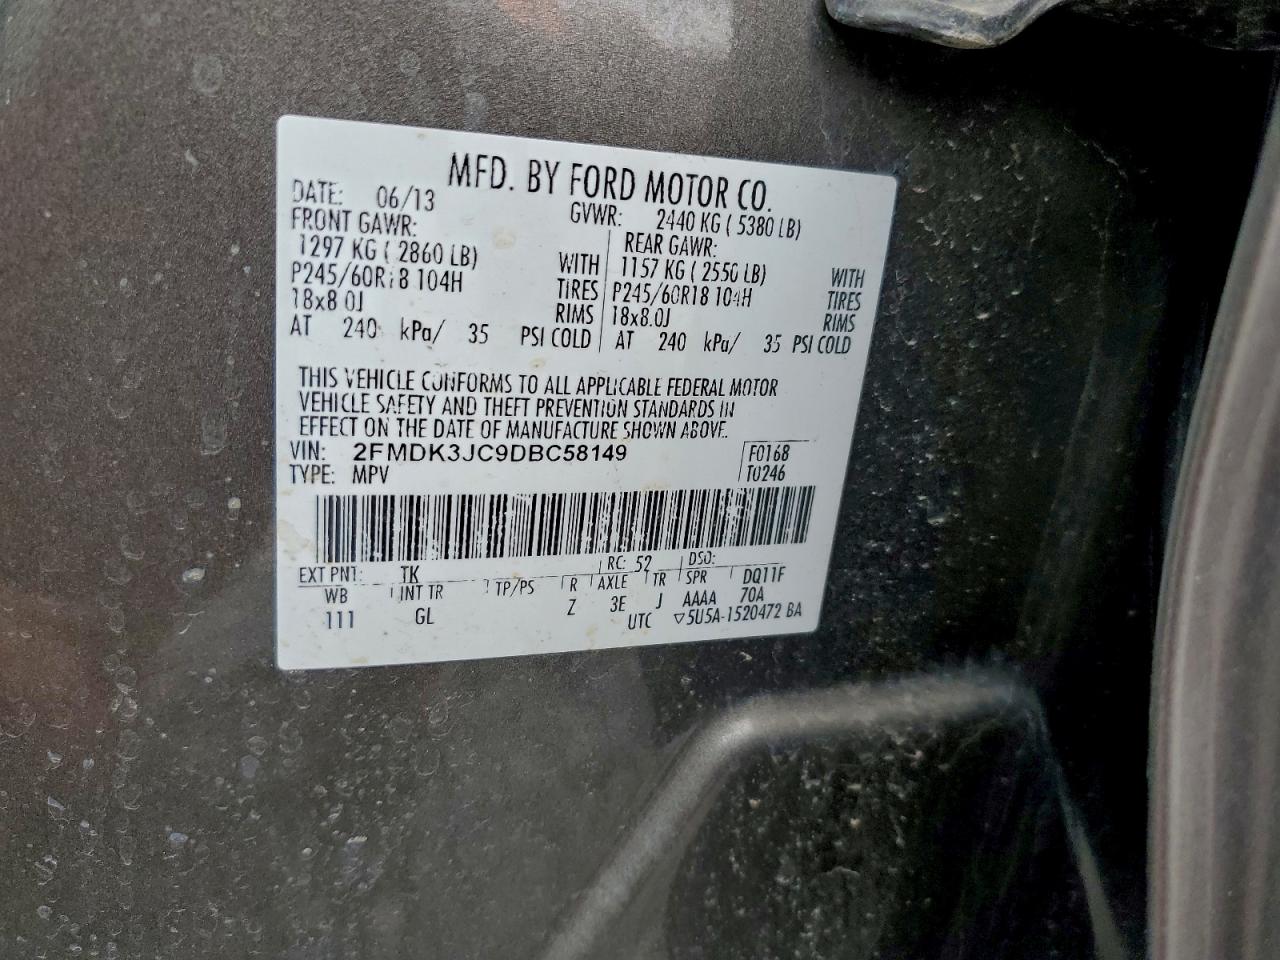 MFD. BY FORD MOTOR CO.
DATE: 06/13 GVWR: 2440 KG ( 5380 LB)
FRONT GAWR: REAR GAWR:
1297 KG ( 2860 LB) WITH 1157 KG ( 2550 LB) WITH
P245/60R18 104H TIRES P245/60R18 104H TIRES
18x8.0J RIMS 18x8.0J RIMS
AT 240 kPa/ 35 PSI COLD AT 240 kPa/ 35 PSI COLD
THIS VEHICLE CONFORMS TO ALL APPLICABLE FEDERAL MOTOR
VEHICLE SAFETY AND THEFT PREVENTION STANDARDS IN
EFFECT ON THE DATE OF MANUFACTURE SHOWN ABOVE.
VIN: 2FMDK3JC9DBC58149 F0168
TYPE: MPV T0246
EXT PNT: TK RC: 52 DSO:
WB INT TR TP/PS R AXLE TR SPR DQ11F
111 GL Z 3E J AAAA 70A
UTC ▽5U5A-1520472 BA